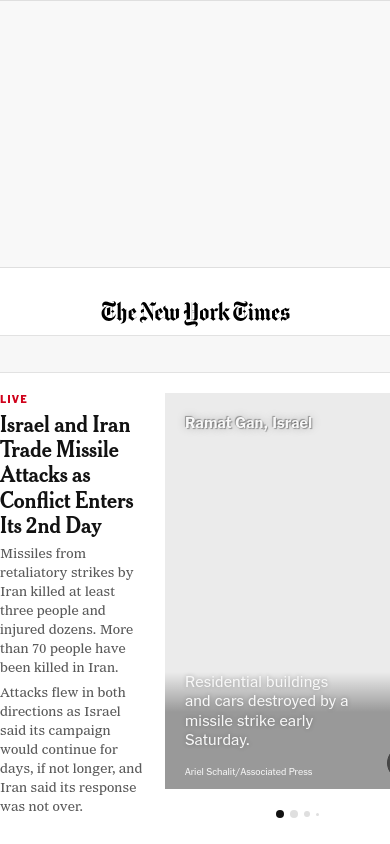 The New York Times
LIVE
Israel and Iran
Trade Missile
Attacks as
Conflict Enters
Its 2nd Day
Missiles from
retaliatory strikes by
Iran killed at least
three people and
injured dozens. More
than 70 people have
been killed in Iran.
Attacks flew in both
directions as Israel
said its campaign
would continue for
days, if not longer, and
Iran said its response
was not over.
Ramat Gan, Israel
Residential buildings
and cars destroyed by a
missile strike early
Saturday.
Ariel Schalit/Associated Press